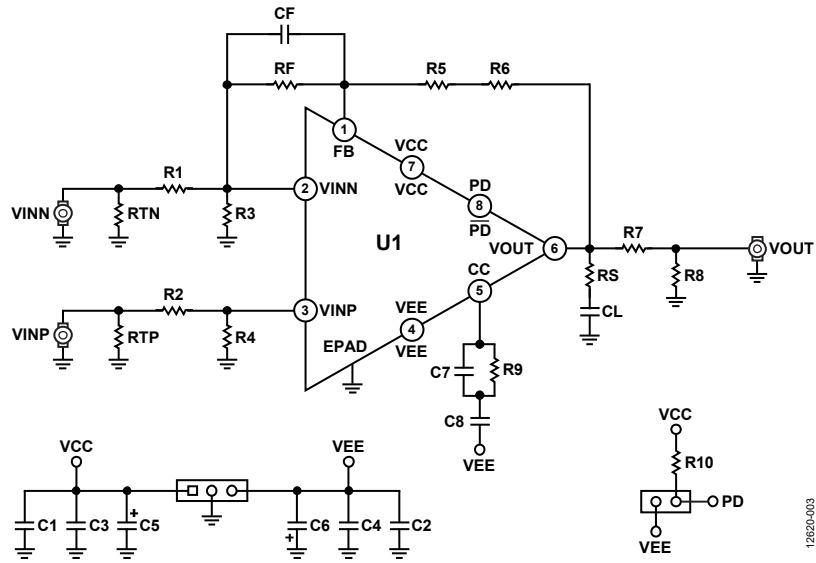 CF
RF
R5
R6
1
FB
VCC
7
VCC
PD
8
PD
R1
2
VINN
VINN
RTN
R3
U1
VOUT
6
R7
VOUT
RS
R8
CL
CC
5
R2
3
VINP
VINP
RTP
R4
VEE
4
VEE
EPAD
C7
R9
C8
VEE
VCC
VEE
C1
C3
+
C5
C6
+
C4
C2
VCC
R10
PD
VEE
12620-003